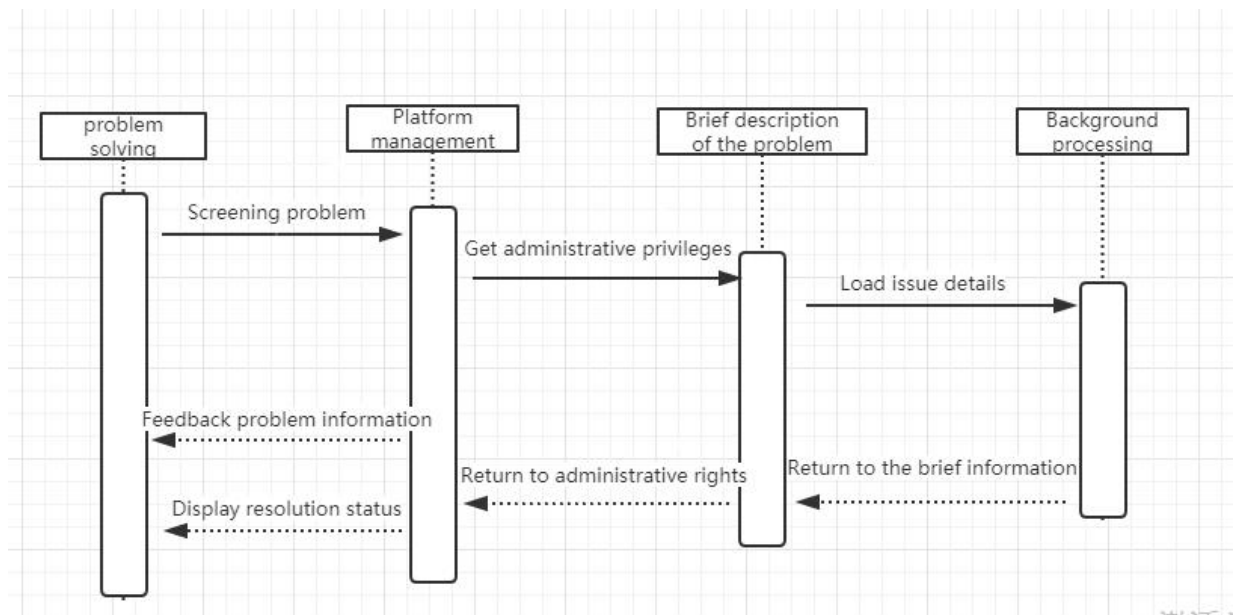 problem
solving
Platform
management
Brief description
of the problem
Background
processing
Screening problem
Get administrative privileges
Load issue details
Feedback problem information
Return to administrative rights
Return to the brief information
Display resolution status